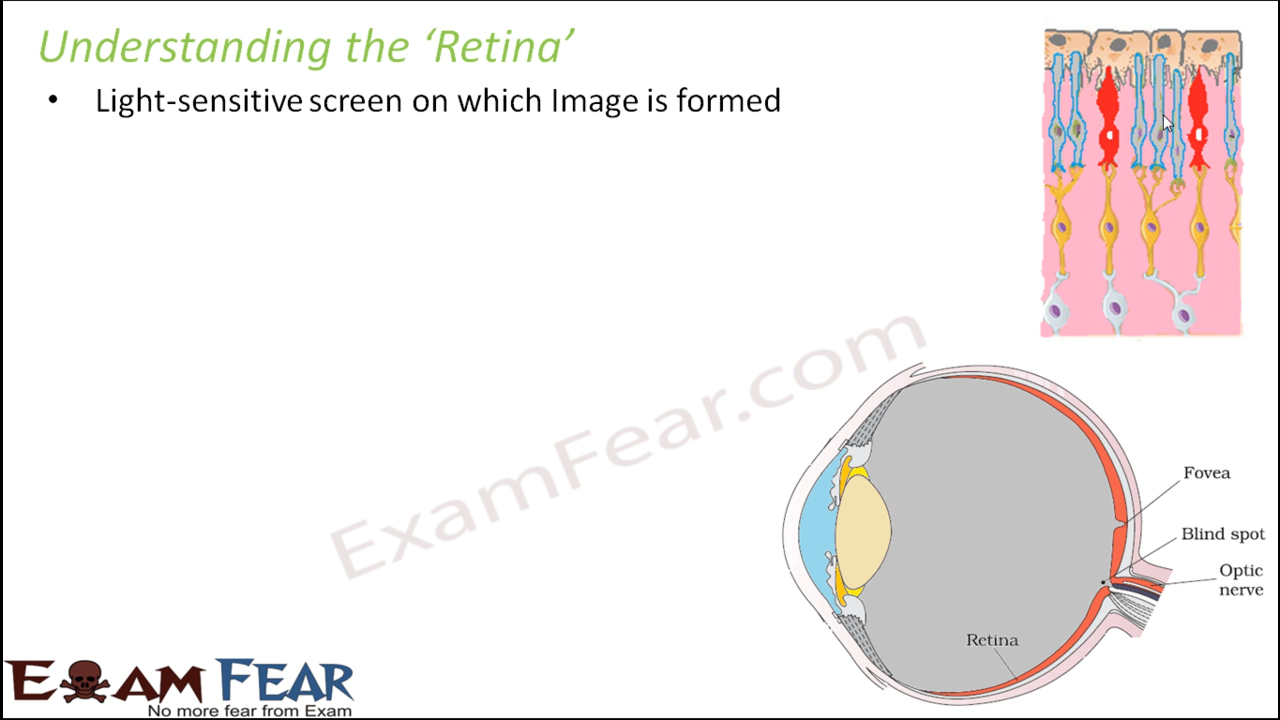 Understanding the ‘Retina’
• Light-sensitive screen on which Image is formed
ExamFear.com
Fovea
Blind spot
Optic
nerve
Retina
EXAM FEAR
No more fear from Exam